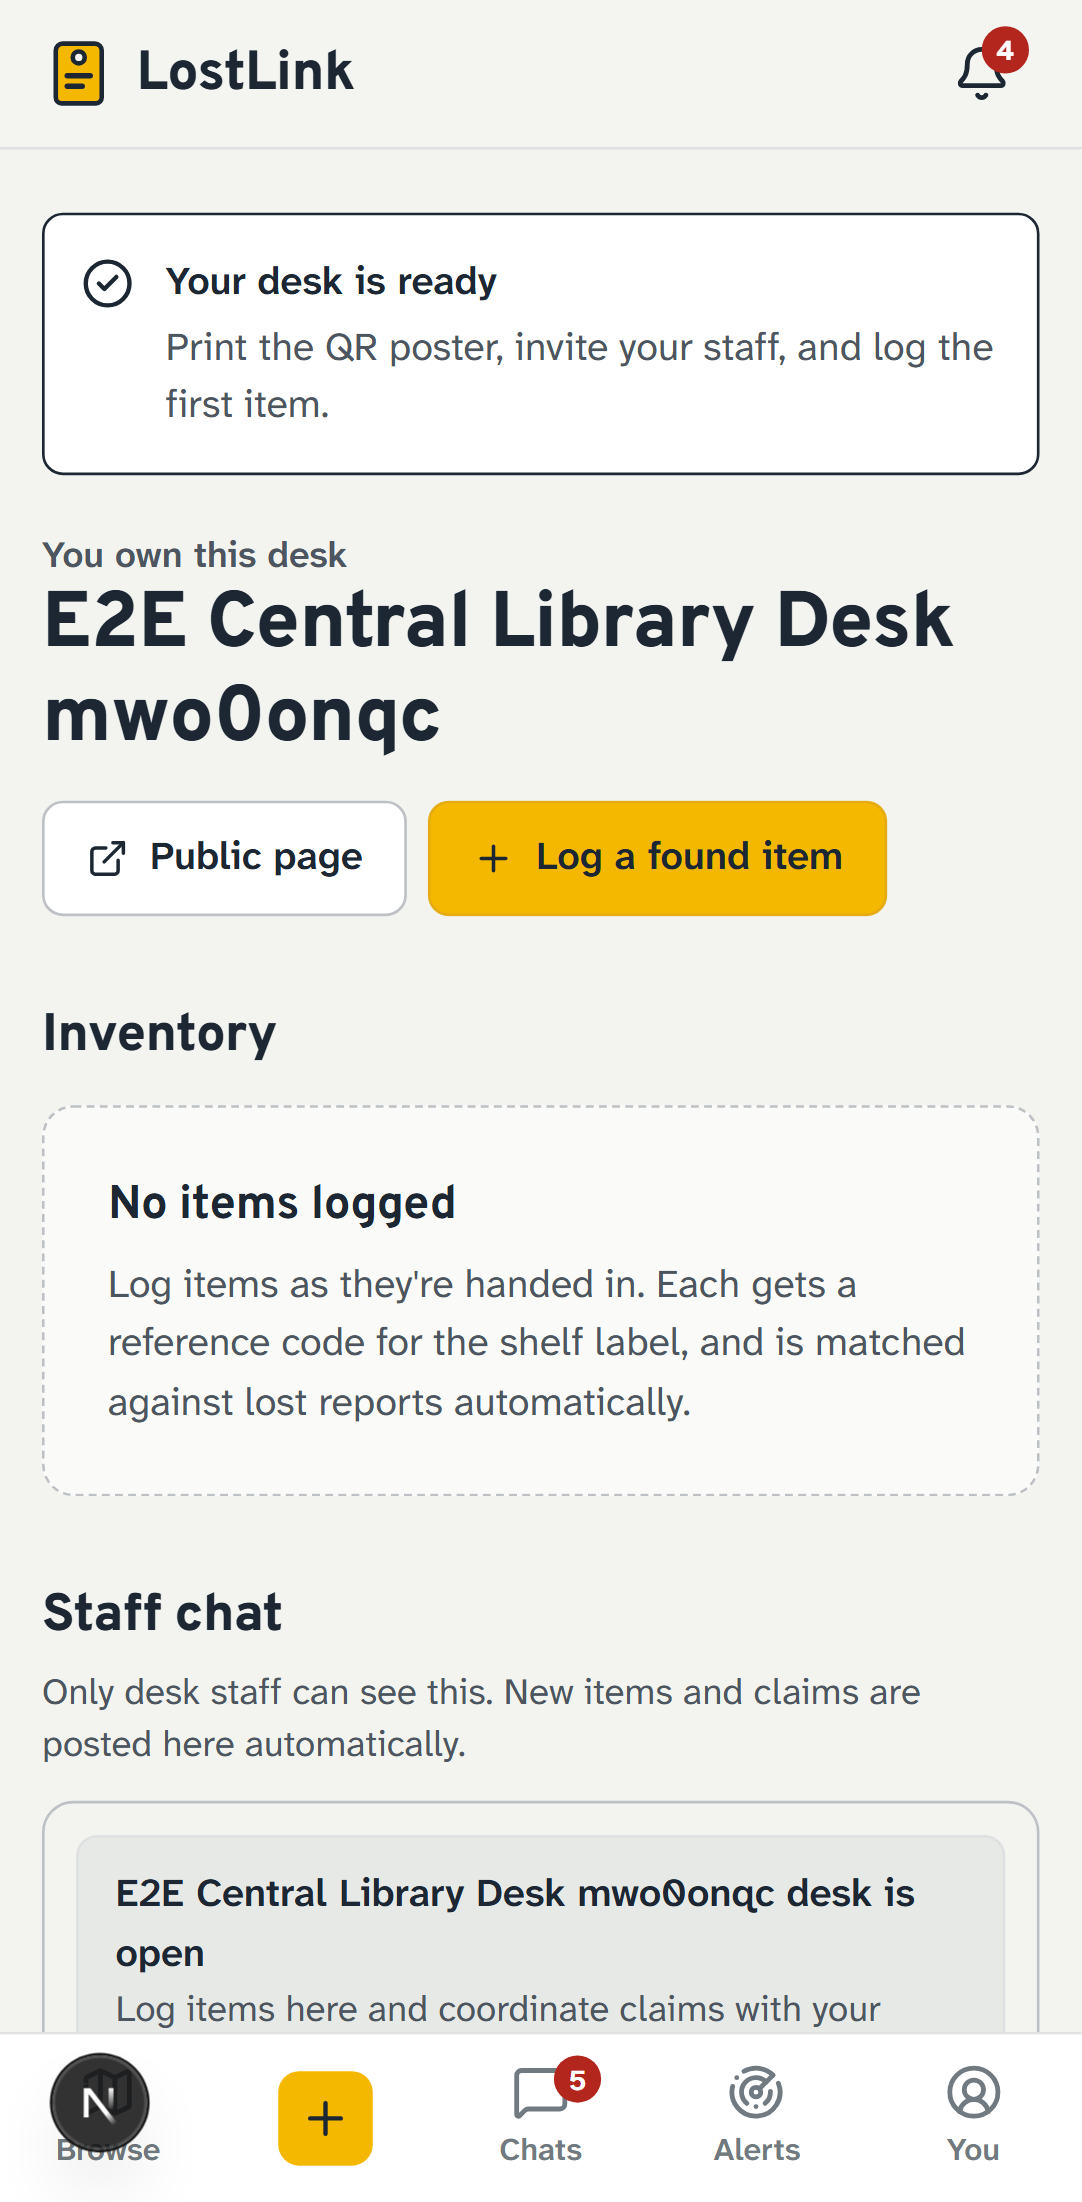 LostLink
4
Your desk is ready
Print the QR poster, invite your staff, and log the
first item.
You own this desk
E2E Central Library Desk
mwo0onqc
Public page
Log a found item
Inventory
No items logged
Log items as they're handed in. Each gets a
reference code for the shelf label, and is matched
against lost reports automatically.
Staff chat
Only desk staff can see this. New items and claims are
posted here automatically.
E2E Central Library Desk mwo0onqc desk is
open
Log items here and coordinate claims with your
N
Browse
5
Chats
Alerts
You